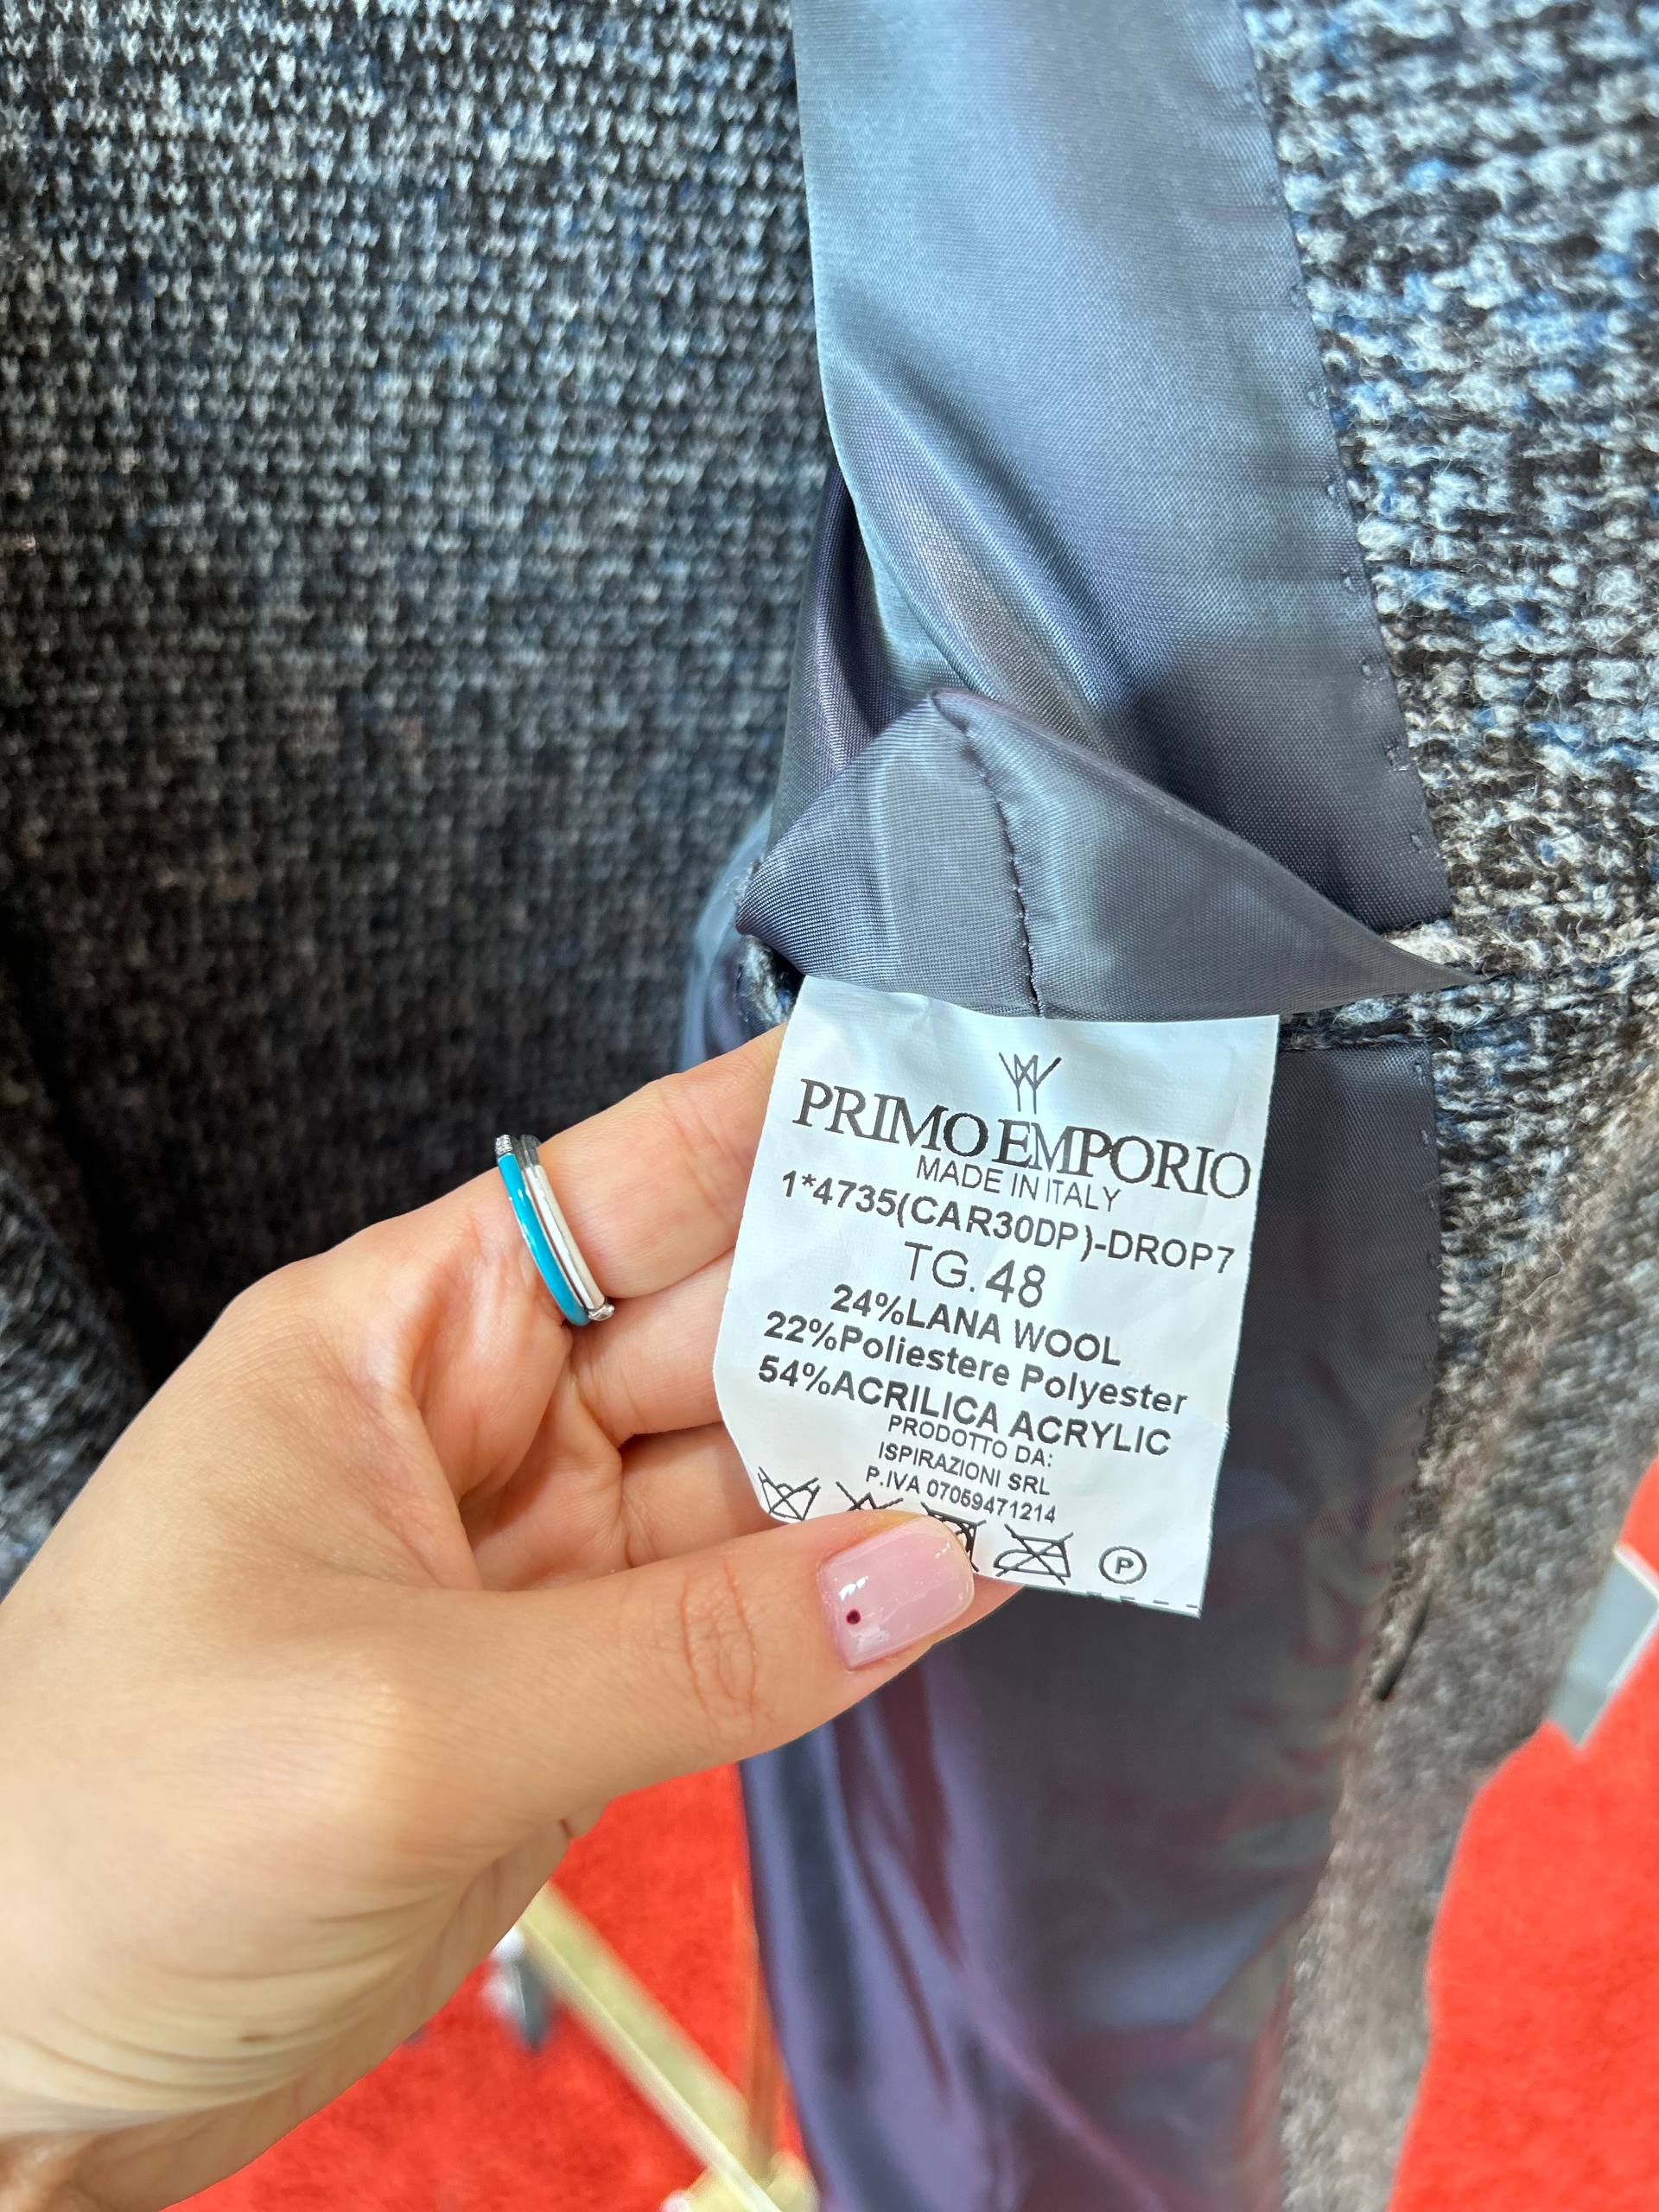 PRIMO EMPORIO
MADE IN ITALY
1*4735(CAR30DP)-DROP7
TG. 48
24%LANA WOOL
22%Poliestere Polyester
54%ACRILICA ACRYLIC
PRODOTTO DA:
ISPIRAZIONI SRL
P.IVA 07059471214
P